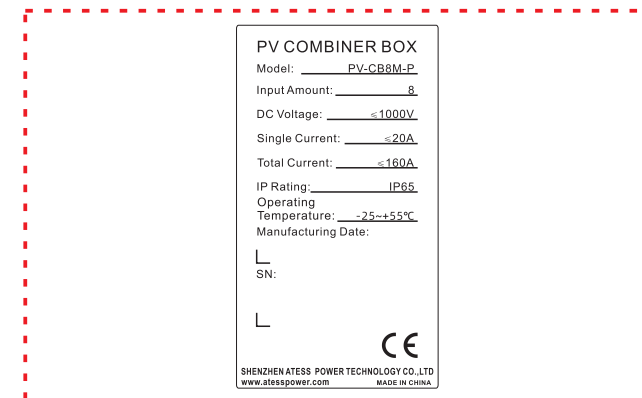 PV COMBINER BOX
Model: PV-CB8M-P
Input Amount: 8
DC Voltage: ≤1000V
Single Current: ≤20A
Total Current: ≤160A
IP Rating: IP65
Operating
Temperature: -25~+55℃
Manufacturing Date:
SN:
CE
SHENZHEN ATESS POWER TECHNOLOGY CO.,LTD
www.atesspower.com MADE IN CHINA